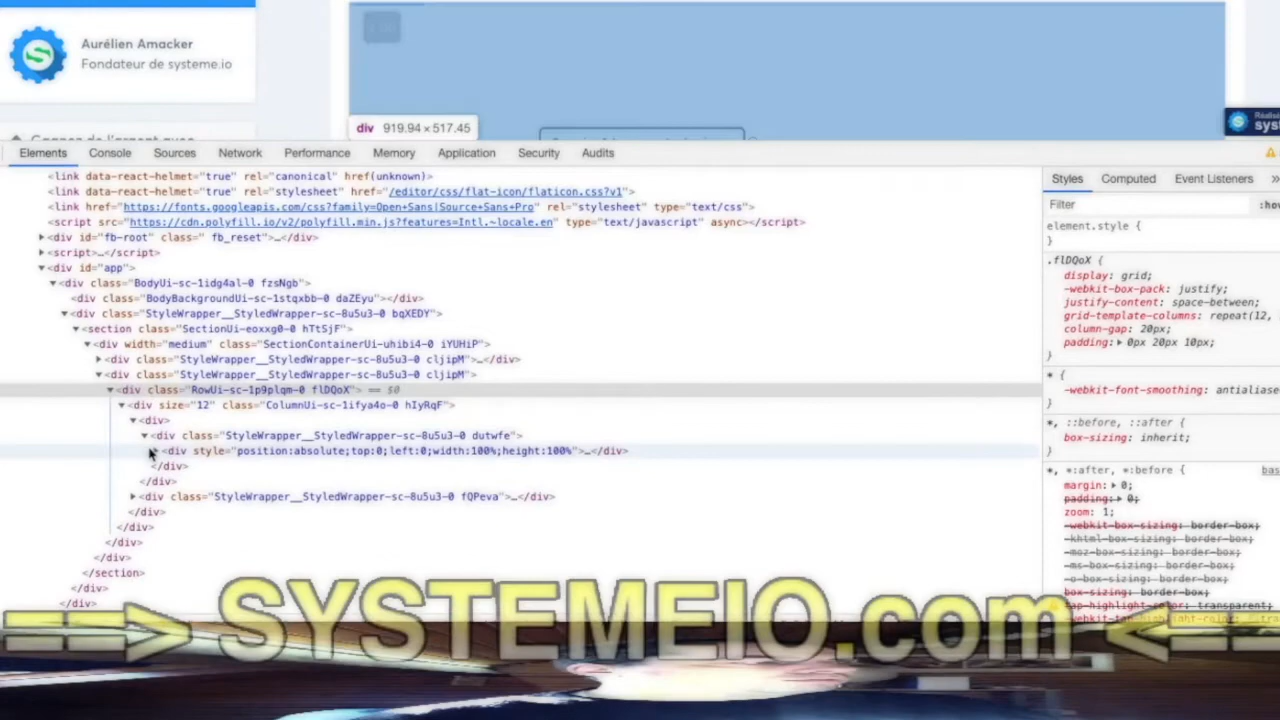 Aurélien Amacker
Fondateur de systeme.io
div 919.94 × 517.45
Elements Console Sources Network Performance Memory Application Security Audits
<link data-react-helmet="true" rel="canonical" href(unknown)>
<link data-react-helmet="true" rel="stylesheet" href="/editor/css/flat-icon/flaticon.css?v1">
<link href="https://fonts.googleapis.com/css?family=Open+Sans|Source+Sans+Pro" rel="stylesheet" type="text/css">
<script src="https://cdn.polyfill.io/v2/polyfill.min.js?features=Intl.~locale.en" type="text/javascript" async></script>
<div id="fb-root" class=" fb_reset">…</div>
<script>…</script>
<div id="app">
<div class="BodyUi-sc-1idg4al-0 fzsNgb">
<div class="BodyBackgroundUi-sc-1stqxbb-0 daZEyu"></div>
<div class="StyleWrapper__StyledWrapper-sc-8u5u3-0 bqXEDY">
<section class="SectionUi-eoxxg0-0 hTtSjF">
<div width="medium" class="SectionContainerUi-uhibi4-0 iYUHiP">
<div class="StyleWrapper__StyledWrapper-sc-8u5u3-0 cljipM">…</div>
<div class="StyleWrapper__StyledWrapper-sc-8u5u3-0 cljipM">
<div class="RowUi-sc-1p9plqm-0 flDQoX"> == $0
<div size="12" class="ColumnUi-sc-1ifya4o-0 hIyRqF">
<div>
<div class="StyleWrapper__StyledWrapper-sc-8u5u3-0 dutwfe">
<div style="position:absolute;top:0;left:0;width:100%;height:100%">…</div>
</div>
</div>
<div class="StyleWrapper__StyledWrapper-sc-8u5u3-0 fQPeva">…</div>
</div>
</div>
</div>
</div>
</section>
</div>
</div>
Styles Computed Event Listeners »
Filter :hov
element.style {
}
.flDQoX {
display: grid;
-webkit-box-pack: justify;
justify-content: space-between;
grid-template-columns: repeat(12,
column-gap: 20px;
padding: 0px 20px 10px;
}
* {
-webkit-font-smoothing: antialiase
}
*, ::before, ::after {
box-sizing: inherit;
}
*, *:after, *:before { bas
margin: 0;
padding: 0;
zoom: 1;
-webkit-box-sizing: border-box;
-khtml-box-sizing: border-box;
-moz-box-sizing: border-box;
-ms-box-sizing: border-box;
-o-box-sizing: border-box;
box-sizing: border-box;
tap-highlight-color: transparent;
==> SYSTEMEIO.com <==